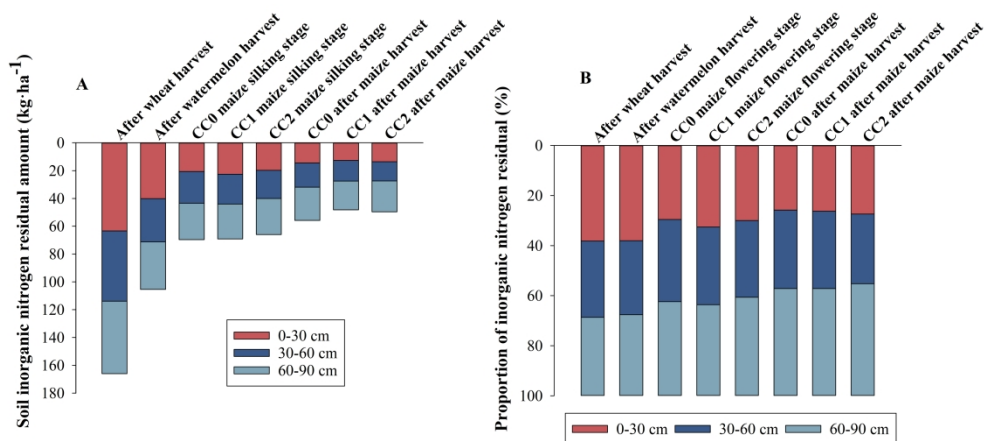 A
Soil inorganic nitrogen residual amount (kg·ha⁻¹)
After wheat harvest
After watermelon harvest
CC0 maize silking stage
CC1 maize silking stage
CC2 maize silking stage
CC0 after maize harvest
CC1 after maize harvest
CC2 after maize harvest
0
20
40
60
80
100
120
140
160
180
0-30 cm
30-60 cm
60-90 cm
B
Proportion of inorganic nitrogen residual (%)
After wheat harvest
After watermelon harvest
CC0 maize flowering stage
CC1 maize flowering stage
CC2 maize flowering stage
CC0 after maize harvest
CC1 after maize harvest
CC2 after maize harvest
0
20
40
60
80
100
0-30 cm 30-60 cm 60-90 cm